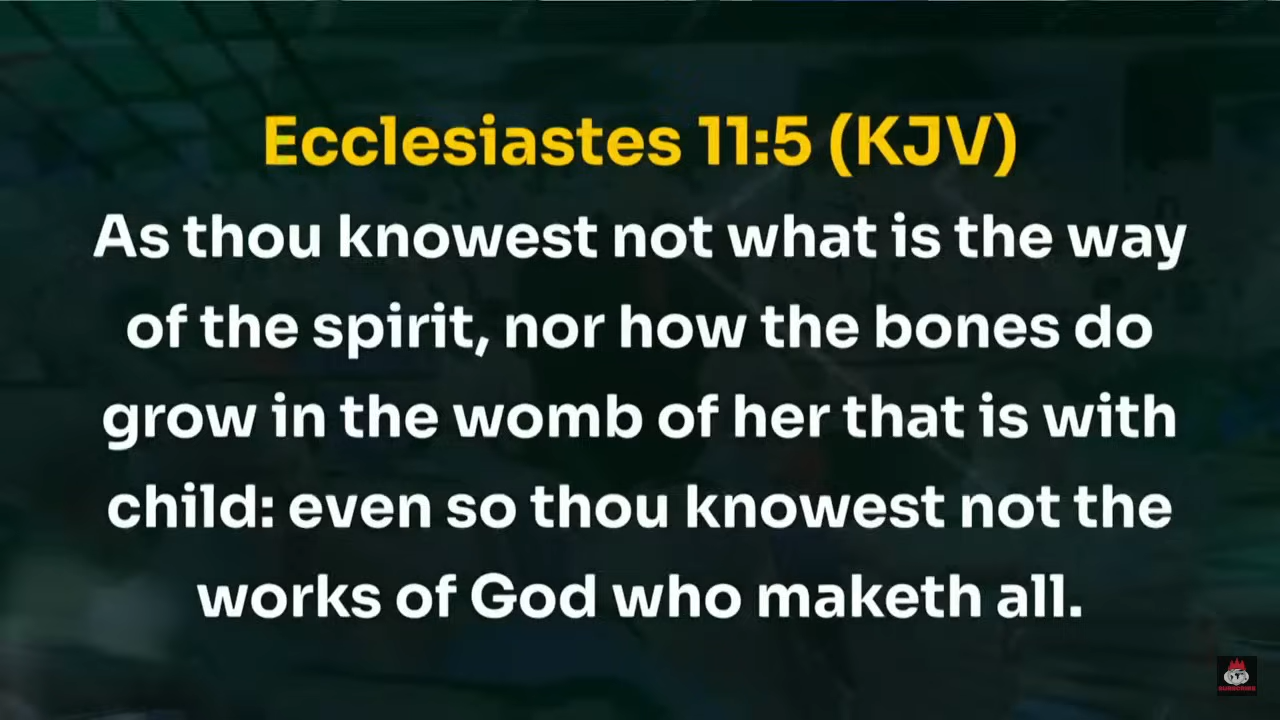 Ecclesiastes 11:5 (KJV)
As thou knowest not what is the way
of the spirit, nor how the bones do
grow in the womb of her that is with
child: even so thou knowest not the
works of God who maketh all.
SUBSCRIBE